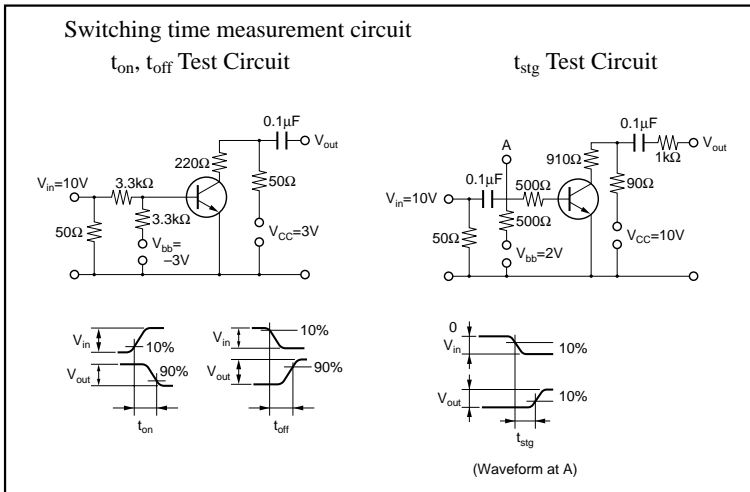 Switching time measurement circuit
t_on, t_off Test Circuit
t_stg Test Circuit
0.1μF
V_out
220Ω
50Ω
V_in=10V
3.3kΩ
3.3kΩ
50Ω
V_bb=
–3V
V_CC=3V
A
0.1μF
V_out
910Ω
1kΩ
0.1μF
500Ω
90Ω
V_in=10V
500Ω
50Ω
V_bb=2V
V_CC=10V
V_in
10%
V_out
90%
t_on
V_in
10%
V_out
90%
t_off
0
V_in
10%
V_out
10%
t_stg
(Waveform at A)